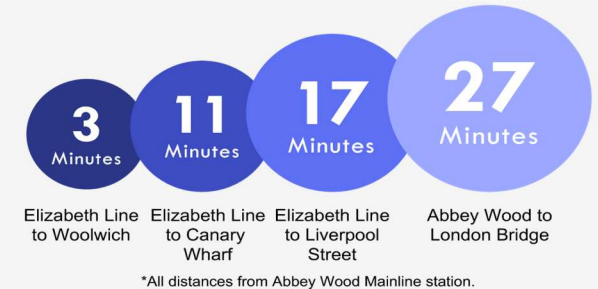 3
Minutes
11
Minutes
17
Minutes
27
Minutes
Elizabeth Line
to Woolwich
Elizabeth Line
to Canary
Wharf
Elizabeth Line
to Liverpool
Street
Abbey Wood to
London Bridge
*All distances from Abbey Wood Mainline station.